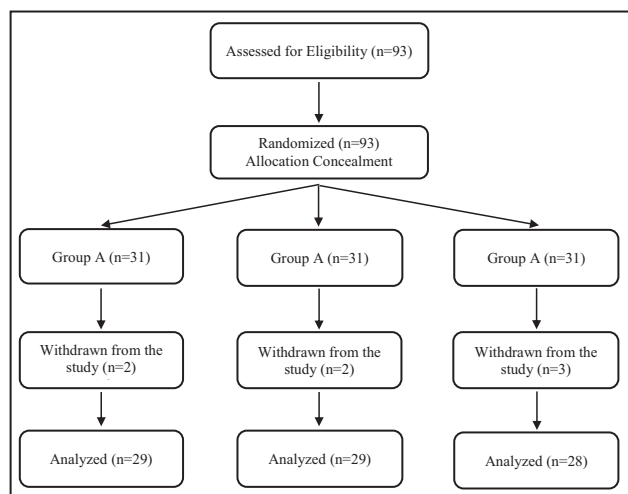 Assessed for Eligibility (n=93)
Randomized (n=93)
Allocation Concealment
Group A (n=31)
Group A (n=31)
Group A (n=31)
Withdrawn from the
study (n=2)
Withdrawn from the
study (n=2)
Withdrawn from the
study (n=3)
Analyzed (n=29)
Analyzed (n=29)
Analyzed (n=28)